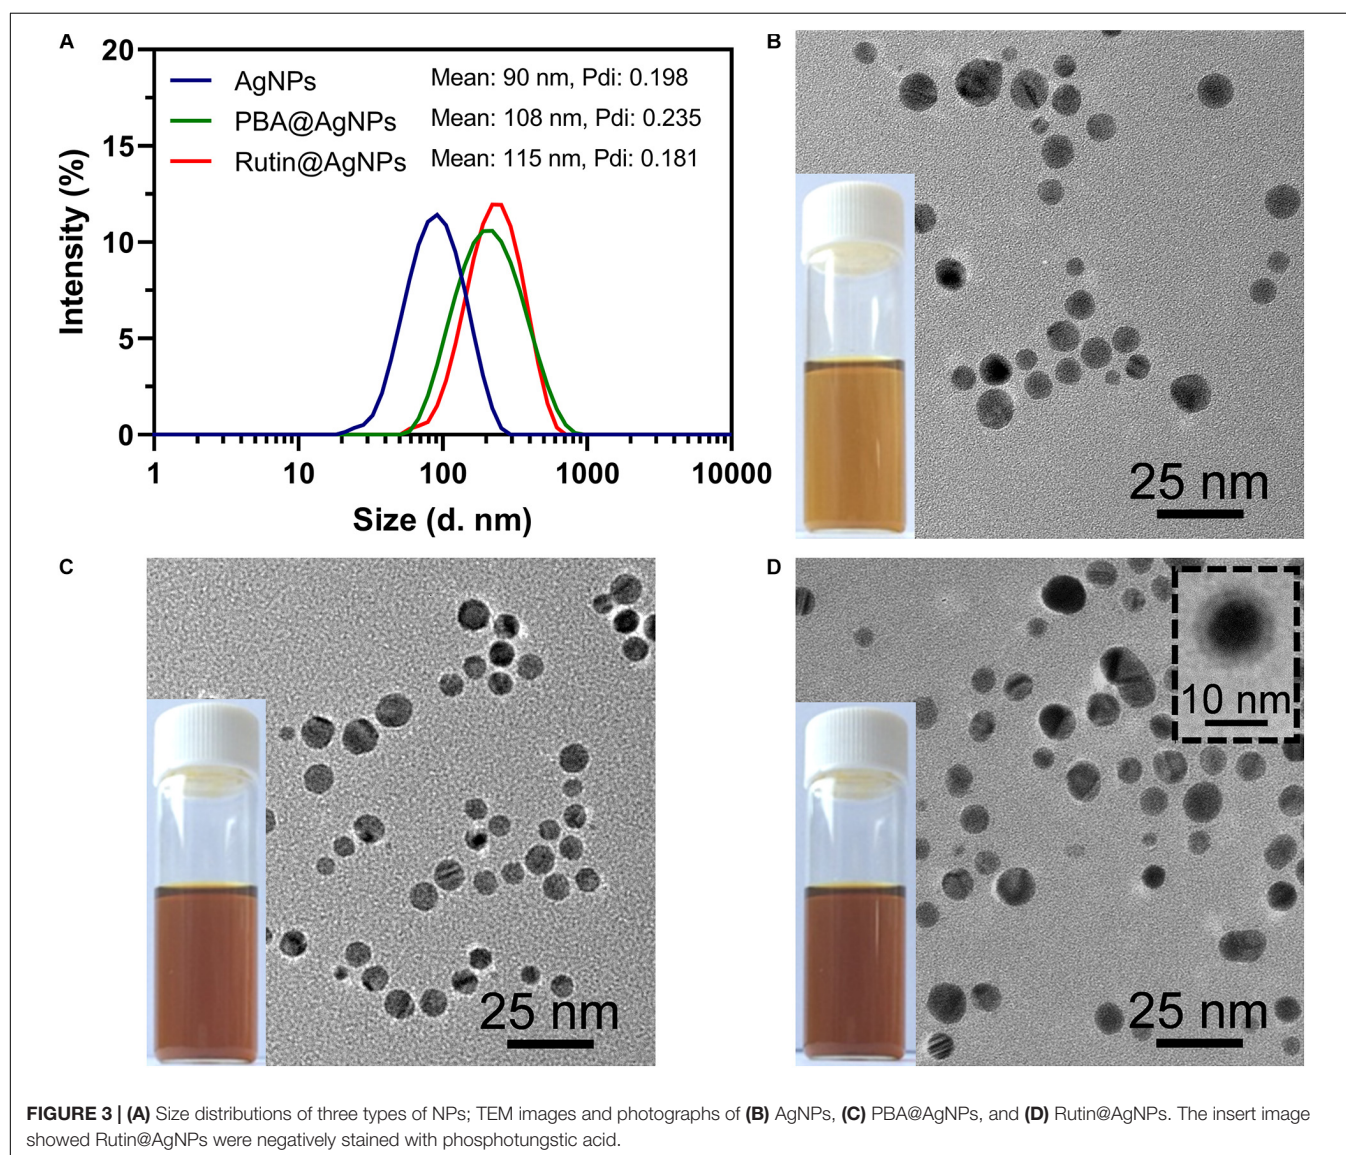 A
20
15
10
5
0
Intensity (%)
AgNPs Mean: 90 nm, Pdi: 0.198
PBA@AgNPs Mean: 108 nm, Pdi: 0.235
Rutin@AgNPs Mean: 115 nm, Pdi: 0.181
1 10 100 1000 10000
Size (d. nm)
B
25 nm
C
25 nm
D
10 nm
25 nm
FIGURE 3 | (A) Size distributions of three types of NPs; TEM images and photographs of (B) AgNPs, (C) PBA@AgNPs, and (D) Rutin@AgNPs. The insert image
showed Rutin@AgNPs were negatively stained with phosphotungstic acid.